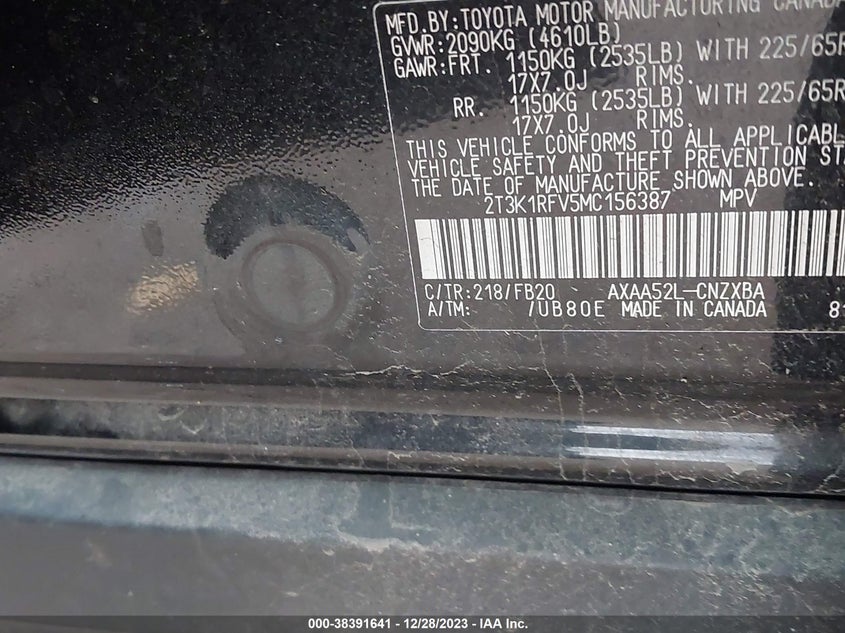 MFD.BY:TOYOTA MOTOR MANUFACTURING CANADA
GVWR:2090KG (4610LB)
GAWR:FRT. 1150KG (2535LB) WITH 225/65R
17X7.0J RIMS.
RR. 1150KG (2535LB) WITH 225/65R
17X7.0J RIMS.
THIS VEHICLE CONFORMS TO ALL APPLICABL
VEHICLE SAFETY AND THEFT PREVENTION STA
THE DATE OF MANUFACTURE SHOWN ABOVE.
2T3K1RFV5MC156387 MPV
C/TR:218/FB20 AXAA52L-CNZXBA
A/TM: /UB80E MADE IN CANADA 81
000-38391641 - 12/28/2023 - IAA Inc.